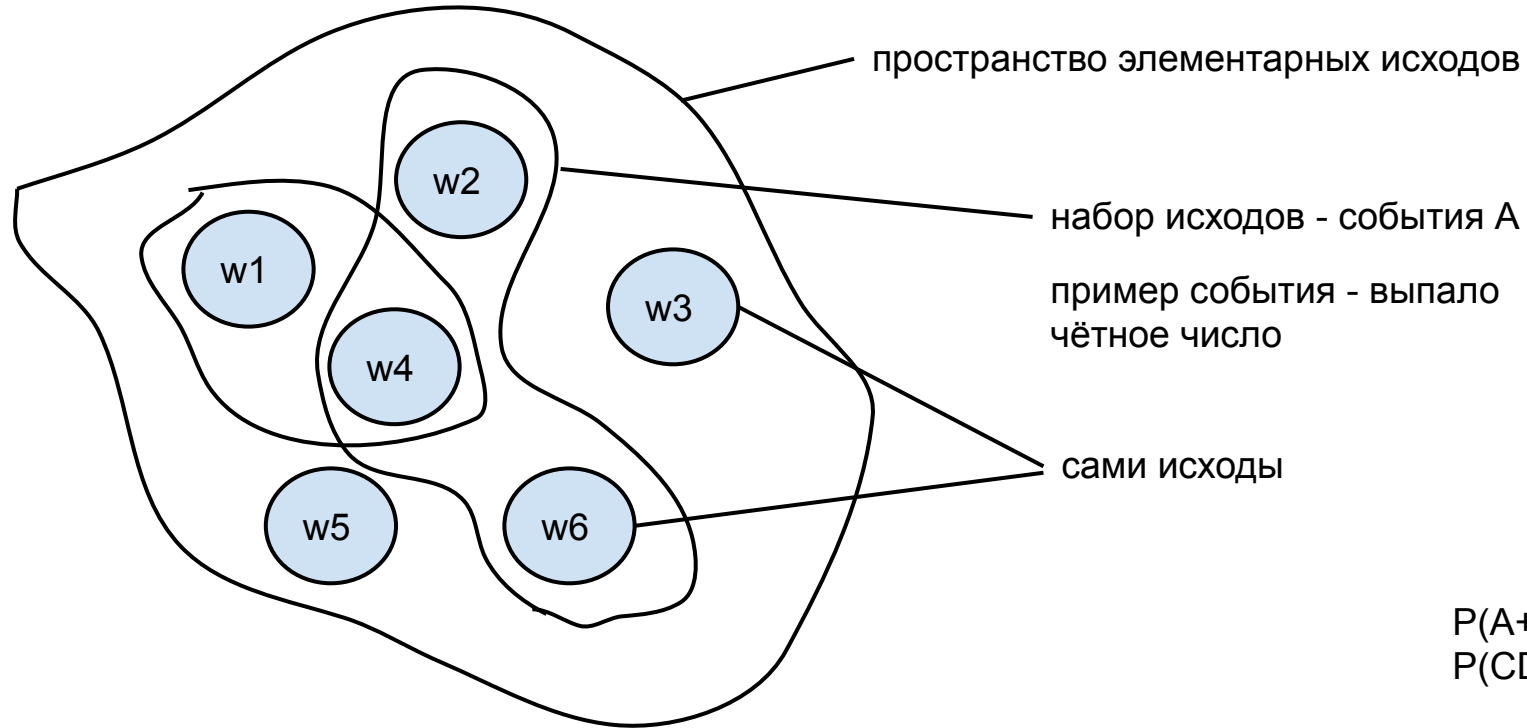 пространство элементарных исходов
w2
набор исходов - события А
w1
пример события - выпало
чётное число
w3
w4
сами исходы
w5
w6
P(A+
P(CD